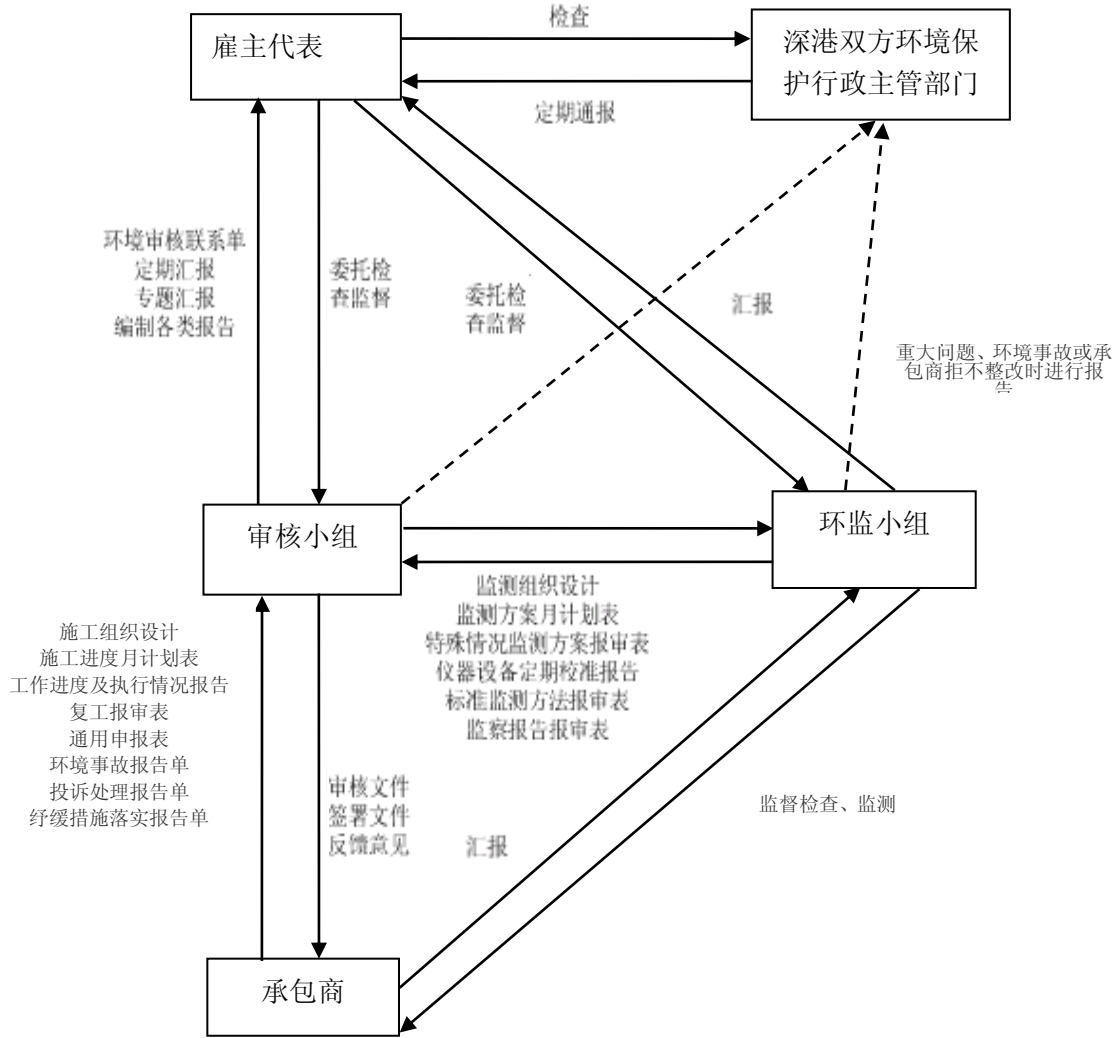 检查
雇主代表
深港双方环境保
护行政主管部门
定期通报
环境审核联系单
定期汇报
专题汇报
编制各类报告
委托检
查监督
委托检
查监督
汇报
重大问题、环境事故或承
包商拒不整改时进行报
告
审核小组
环监小组
监测组织设计
监测方案月计划表
特殊情况监测方案报审表
仪器设备定期校准报告
标准监测方法报审表
监察报告报审表
施工组织设计
施工进度月计划表
工作进度及执行情况报告
复工报审表
通用申报表
环境事故报告单
投诉处理报告单
纾缓措施落实报告单
审核文件
签署文件
反馈意见
汇报
监督检查、监测
承包商